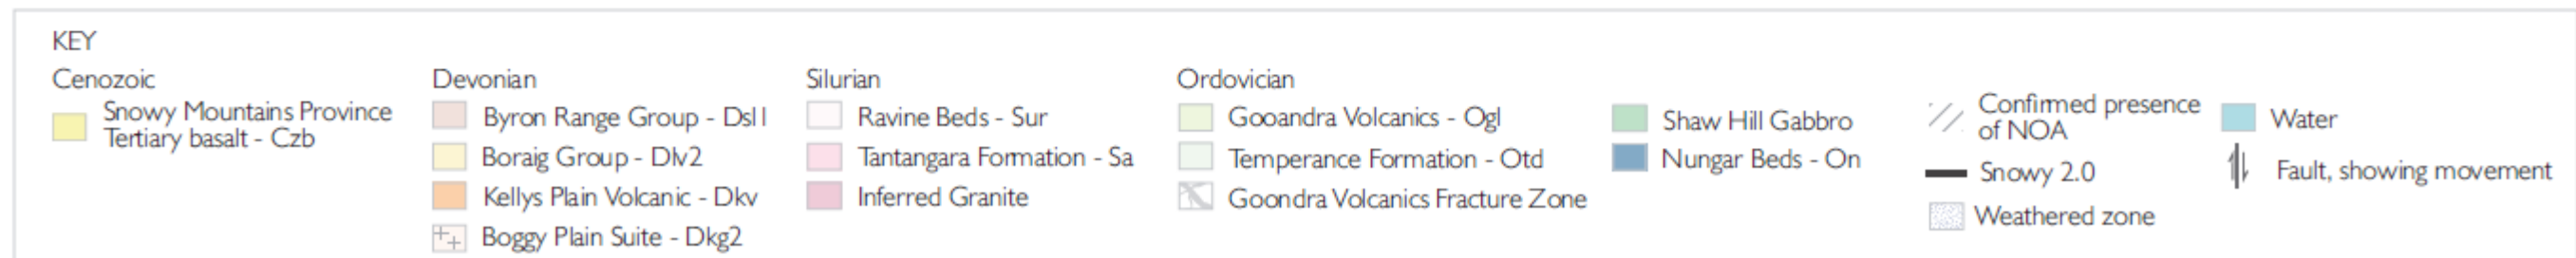 KEY
Cenozoic
Snowy Mountains Province
Tertiary basalt - Czb
Devonian
Byron Range Group - Dsl1
Boraig Group - Dlv2
Kellys Plain Volcanic - Dkv
Boggy Plain Suite - Dkg2
Silurian
Ravine Beds - Sur
Tantangara Formation - Sa
Inferred Granite
Ordovician
Gooandra Volcanics - Ogl
Temperance Formation - Otd
Goondra Volcanics Fracture Zone
Shaw Hill Gabbro
Nungar Beds - On
Confirmed presence
of NOA
Snowy 2.0
Weathered zone
Water
Fault, showing movement